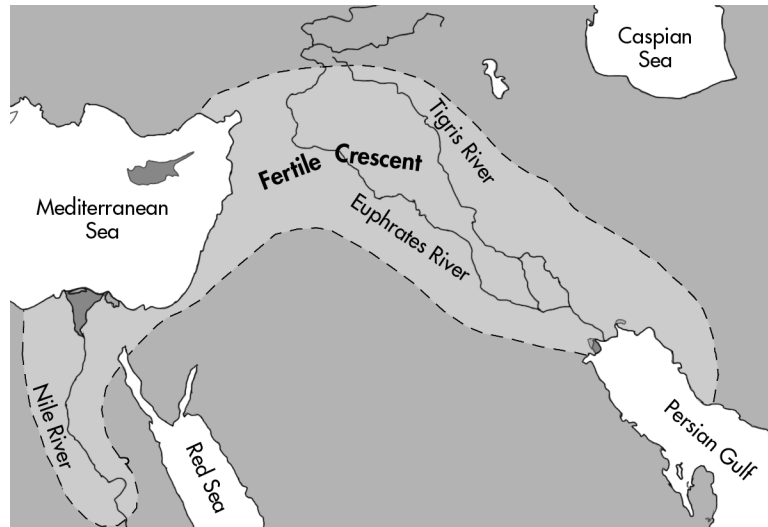 Caspian
Sea
Tigris River
Fertile Crescent
Euphrates River
Mediterranean
Sea
Nile River
Red Sea
Persian Gulf